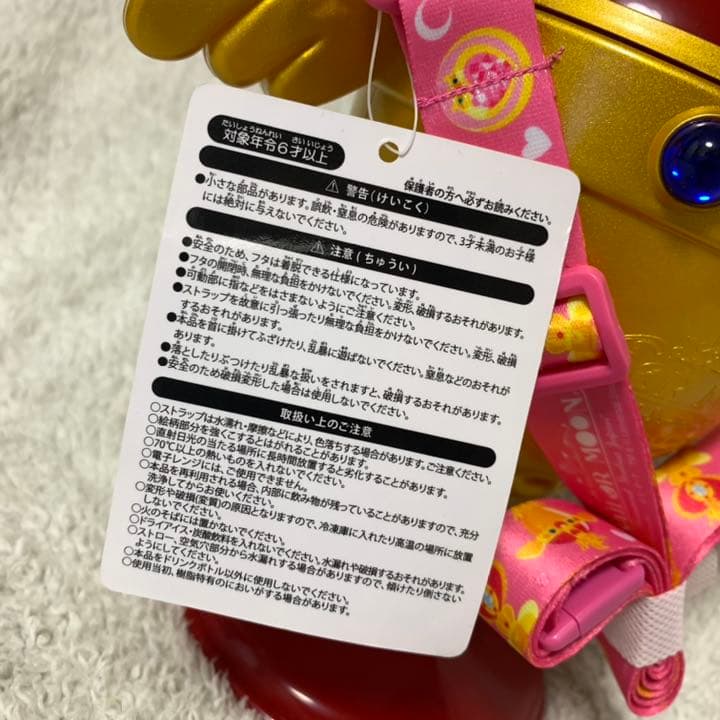 たいしょうねんれい さい いじょう
対象年令6才以上
保護者の方へ必ずお読みください。
⚠ 警告(けいこく)
●小さな部品があります。誤飲・窒息の危険がありますので、3才未満のお子様
には絶対に与えないでください。
⚠ 注意(ちゅうい)
●安全のため、フタは着脱できる仕様になっています。
●フタの開閉時、無理な負担をかけないでください。変形、破損するおそれがあります。
●可動部に指などをはさまないようにご注意ください。
●ストラップを故意に引っ張ったり無理な負担をかけないでください。変形、破損
するおそれがあります。
●本品を首に掛けてふざけたり、乱暴に遊ばないでください。窒息などのおそれが
あります。
●落としたりぶつけたり乱暴な扱いをされますと、破損するおそれがあります。
●安全のため破損変形した場合は使用しないでください。
取扱い上のご注意
○ストラップは水濡れ・摩擦などにより、色落ちする場合があります。ご注意ください。
○絵柄部分を強くこするとはがれることがあります。
○直射日光の当たる場所に長時間放置すると劣化することがあります。
○70℃以上の熱いものを入れないでください。
○電子レンジには、ご使用できません。
○本品を再利用される場合、内部に飲み物が残っていることがありますので、充分
洗浄してからお使いください。
○変形や破損(変質)の原因となりますので、冷凍庫に入れたり高温の場所に放置
しないでください。
○火のそばには置かないでください。
○ドライアイス・炭酸飲料を入れないでください。水漏れや破損するおそれがあります。
○ストロー、空気穴部分から水漏れする場合がありますので、傾けたり倒さない
ようにしてください。
○本品をドリンクボトル以外に使用しないでください。
○使用当初、樹脂特有のにおいがする場合があります。
MOON